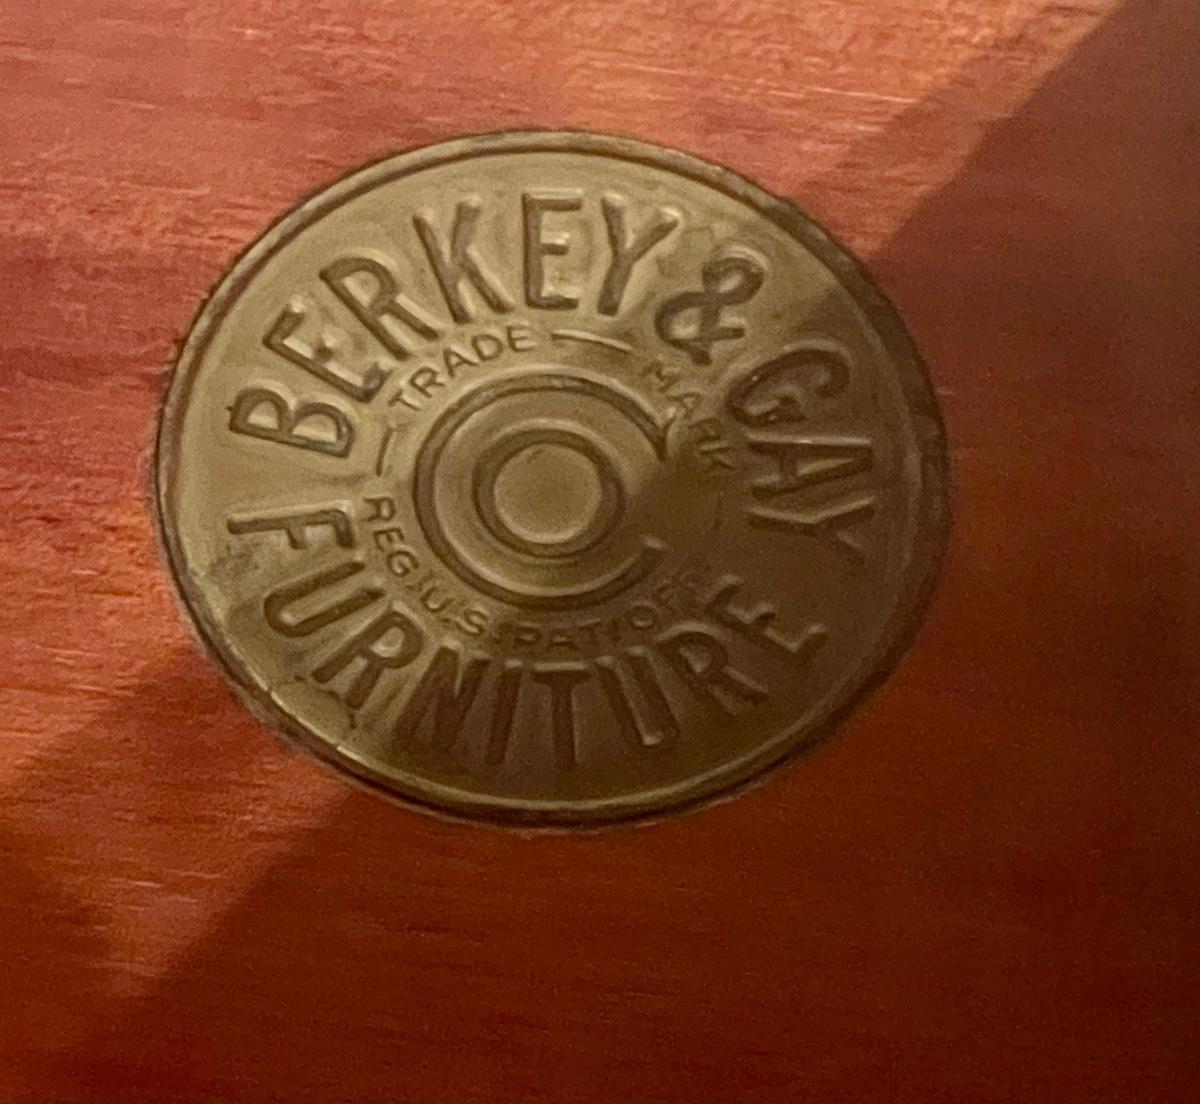 BERKEY & GAY
FURNITURE
TRADE — MARK
REG. U.S. PAT. OFF.